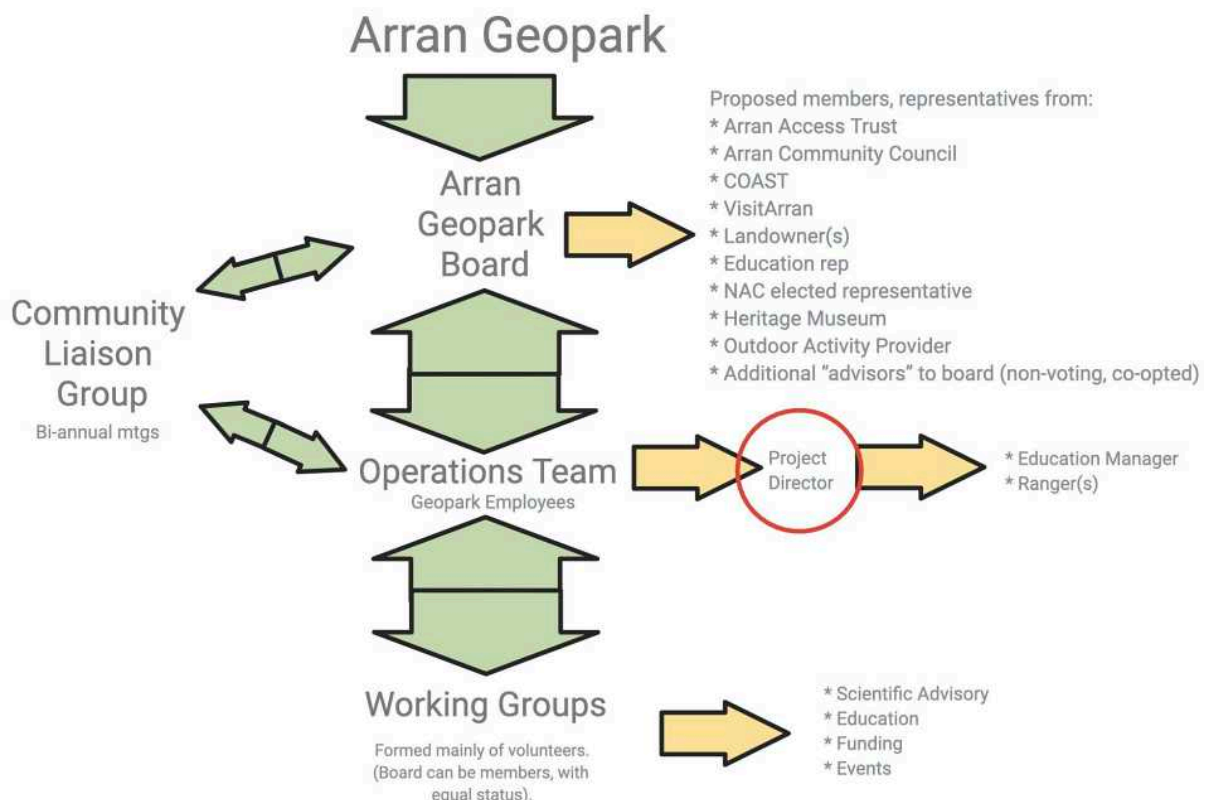 Arran Geopark
Proposed members, representatives from:
* Arran Access Trust
* Arran Community Council
* COAST
* VisitArran
* Landowner(s)
* Education rep
* NAC elected representative
* Heritage Museum
* Outdoor Activity Provider
* Additional “advisors” to board (non-voting, co-opted)
Arran
Geopark
Board
Community
Liaison
Group
Bi-annual mtgs
Operations Team
Geopark Employees
Project
Director
* Education Manager
* Ranger(s)
Working Groups
Formed mainly of volunteers.
(Board can be members, with
equal status).
* Scientific Advisory
* Education
* Funding
* Events